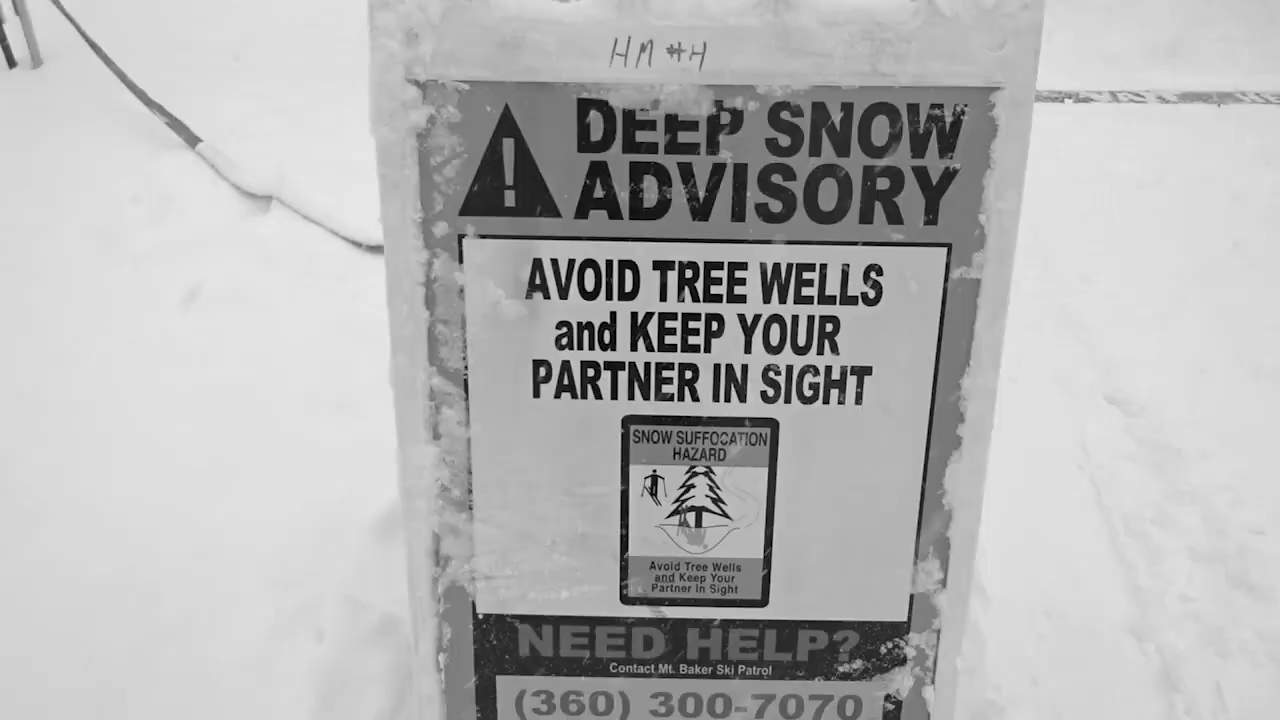 HM #4
DEEP SNOW
ADVISORY
AVOID TREE WELLS
and KEEP YOUR
PARTNER IN SIGHT
SNOW SUFFOCATION
HAZARD
Avoid Tree Wells
and Keep Your
Partner In Sight
NEED HELP?
Contact Mt. Baker Ski Patrol
(360) 300-7070